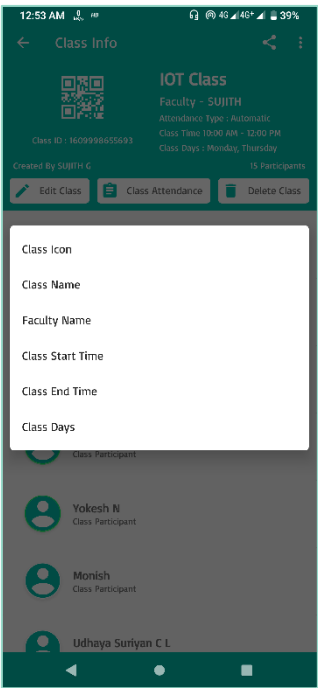 12:53 AM HD 4G 4G+ 39%
Class Info
IOT Class
Faculty - SUJITH
Attendance Type : Automatic
Class Time 10:00 AM - 12:00 PM
Class Days : Monday, Thursday
Class ID : 1609998655693
Created By SUJITH G
15 Participants
Edit Class
Class Attendance
Delete Class
Class Icon
Class Name
Faculty Name
Class Start Time
Class End Time
Class Days
Class Participant
Yokesh N
Class Participant
Monish
Class Participant
Udhaya Suriyan C L